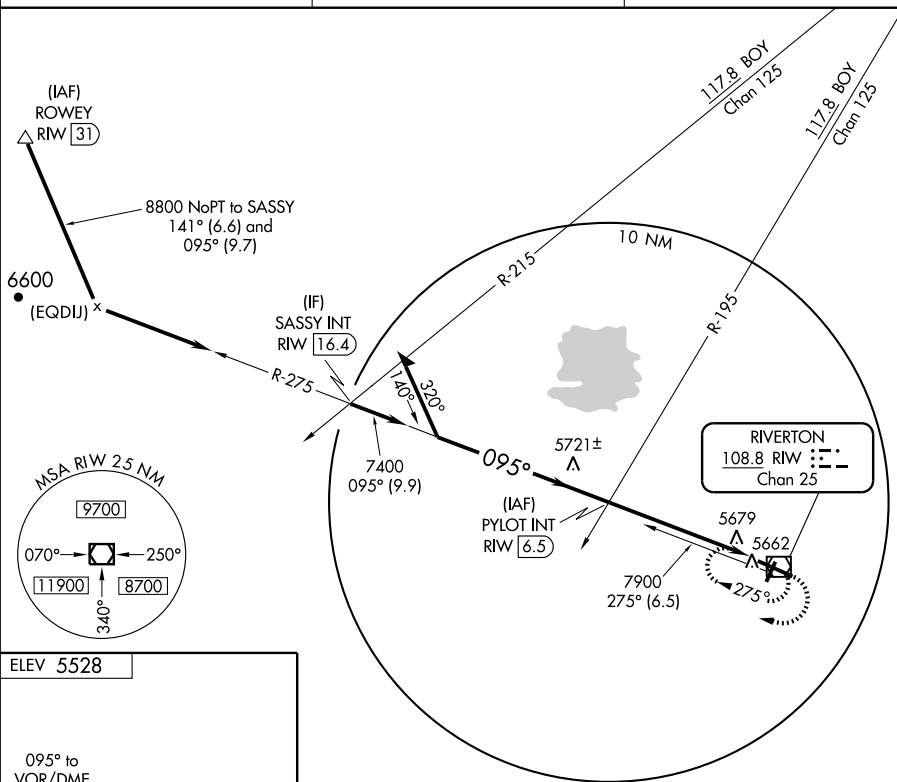 117.8 BOY
Chan 125
117.8 BOY
Chan 125
(IAF)
ROWEY
RIW 31
8800 NoPT to SASSY
141° (6.6) and
095° (9.7)
6600
(EQDIJ) x
10 NM
R-215
R-195
(IF)
SASSY INT
RIW 16.4
R-275
140°
320°
7400
095° (9.9)
095°
5721±
(IAF)
PYLOT INT
RIW 6.5
RIVERTON
108.8 RIW
Chan 25
5679
5662
7900
275° (6.5)
275°
MSA RIW 25 NM
9700
070°
250°
11900
8700
340°
ELEV 5528
095° to
VOR/DME